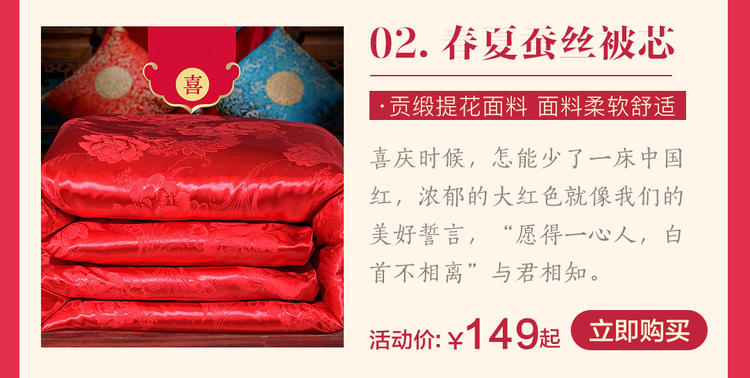 喜
02. 春夏蚕丝被芯
·贡缎提花面料 面料柔软舒适
喜庆时候，怎能少了一床中国
红，浓郁的大红色就像我们的
美好誓言，“愿得一心人，白
首不相离”与君相知。
活动价:¥149起
立即购买